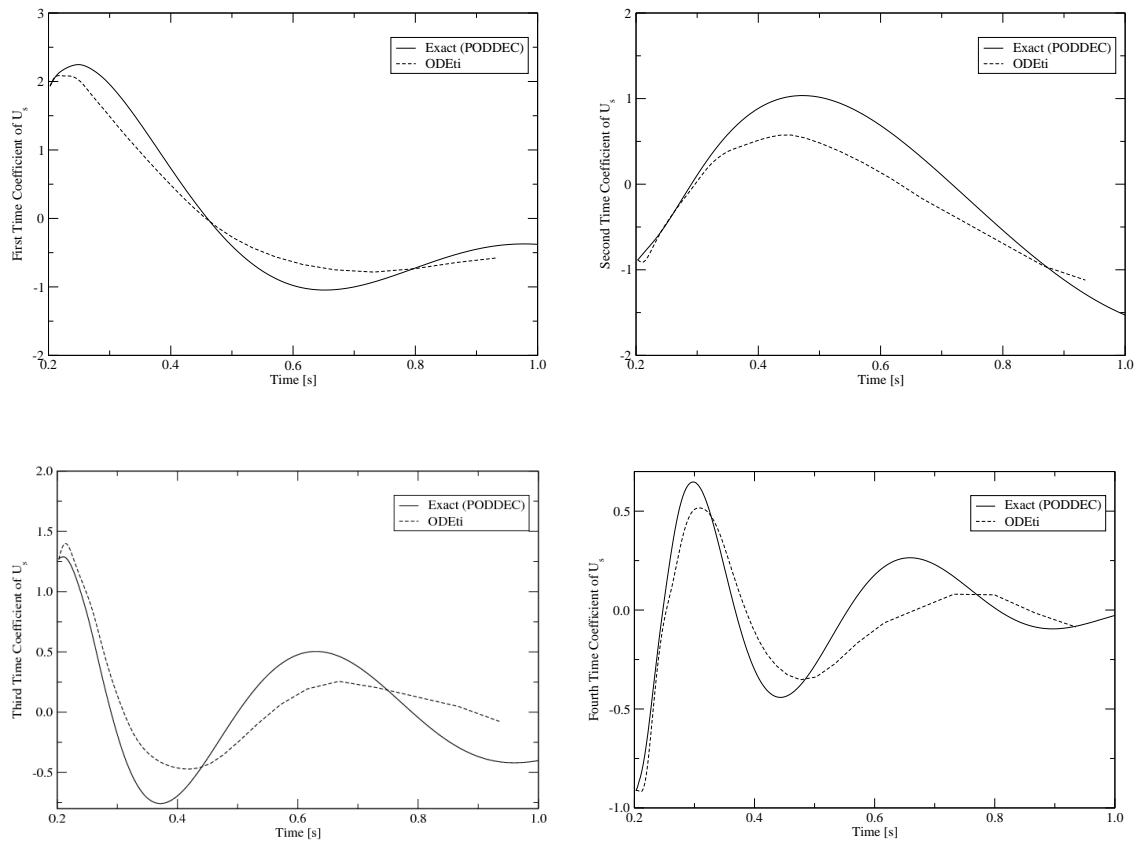 3
2
1
0
-1
-2
0.2 0.4 0.6 0.8 1.0
Time [s]
First Time Coefficient of Us
Exact (PODDEC)
ODEti
2
1
0
-1
-2
0.2 0.4 0.6 0.8 1.0
Time [s]
Second Time Coefficient of Us
Exact (PODDEC)
ODEti
2.0
1.5
1.0
0.5
0.0
-0.5
0.2 0.4 0.6 0.8 1.0
Time [s]
Third Time Coefficient of Us
Exact (PODDEC)
ODEti
0.5
0.0
-0.5
-1.0
0.2 0.4 0.6 0.8 1.0
Time [s]
Fourth Time Coefficient of Us
Exact (PODDEC)
ODEti